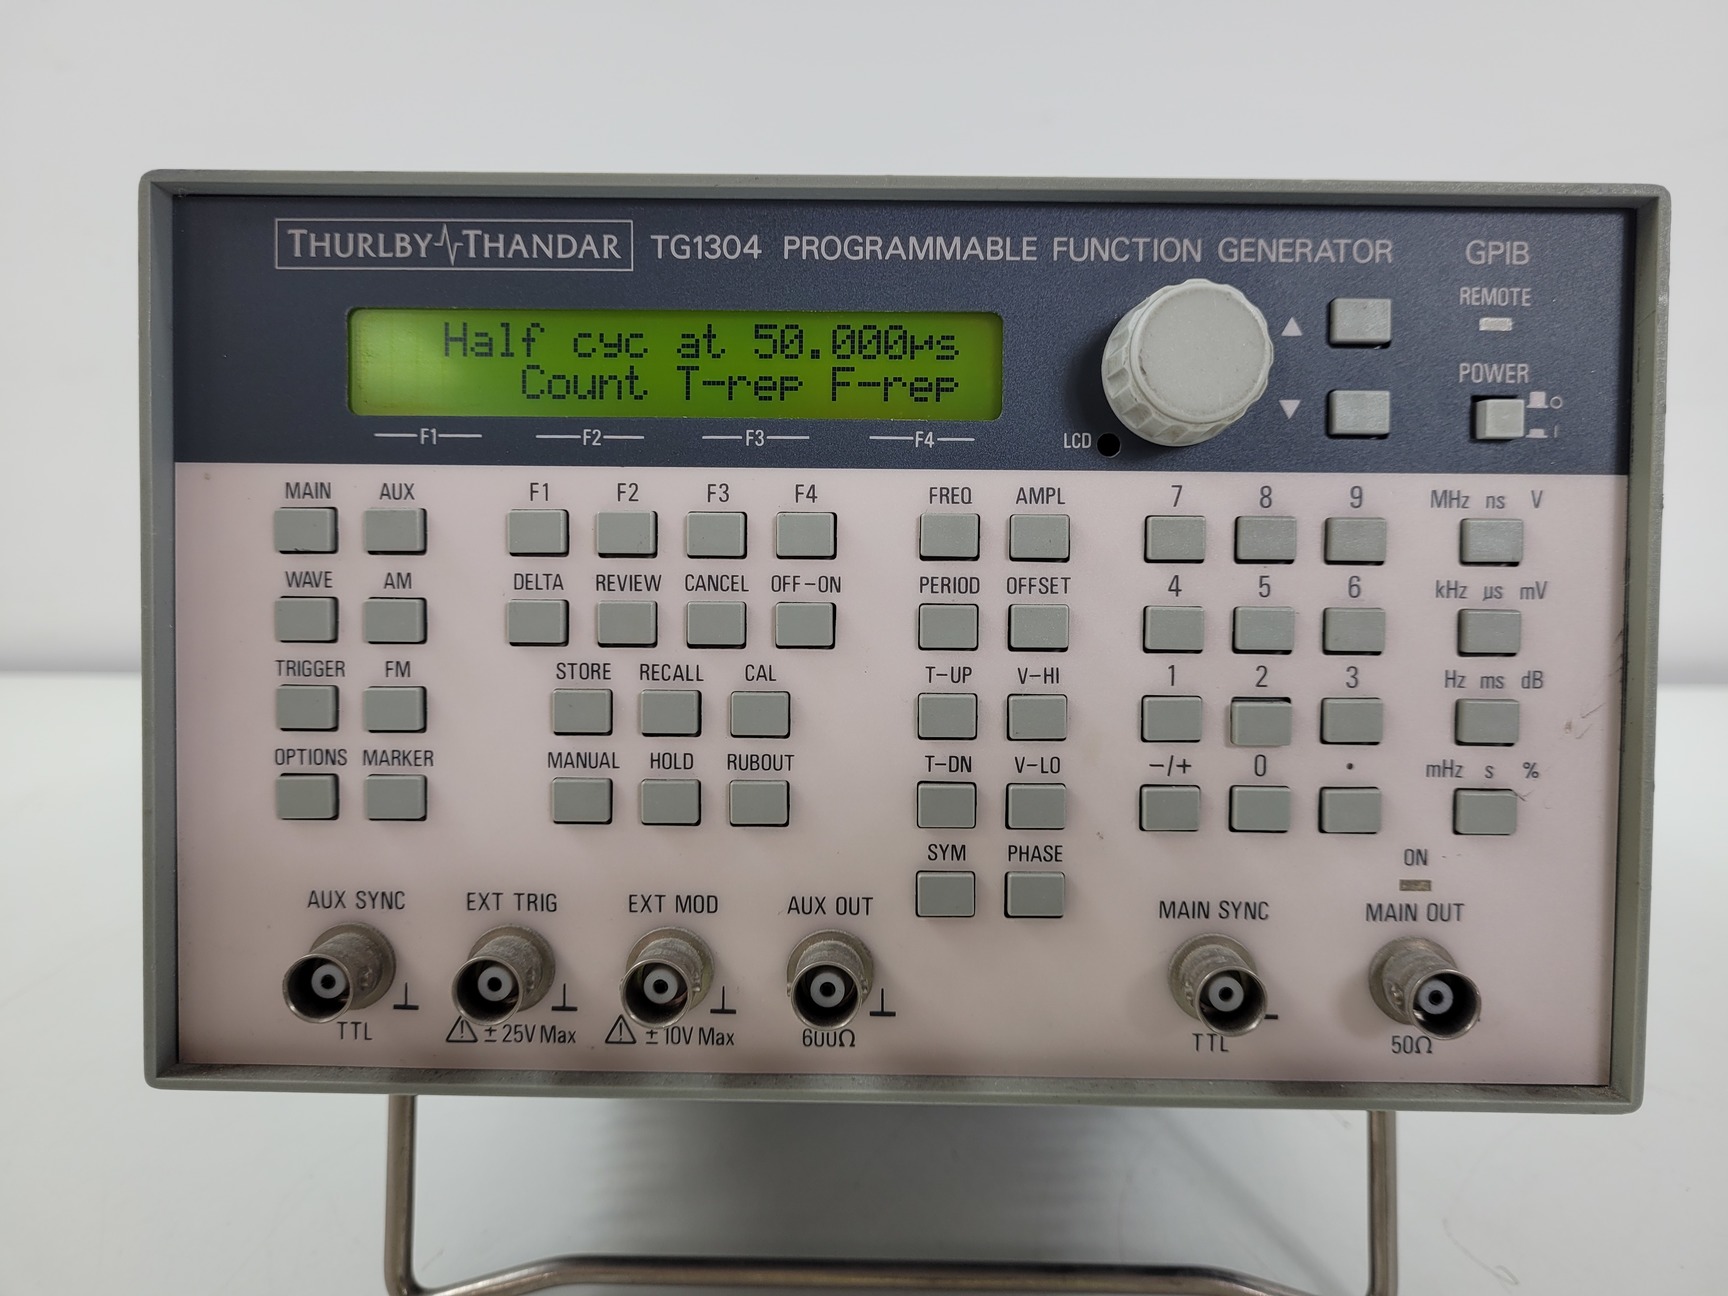 THURLBY THANDAR TG1304 PROGRAMMABLE FUNCTION GENERATOR GPIB
REMOTE
Half cyc at 50.000µs
Count T-rep F-rep
POWER
F1 F2 F3 F4 LCD
MAIN AUX F1 F2 F3 F4 FREQ AMPL 7 8 9 MHz ns V
WAVE AM DELTA REVIEW CANCEL OFF-ON PERIOD OFFSET 4 5 6 kHz µs mV
TRIGGER FM STORE RECALL CAL T-UP V-HI 1 2 3 Hz ms dB
OPTIONS MARKER MANUAL HOLD RUBOUT T-DN V-LO -/+ 0 . mHz s %
SYM PHASE ON
AUX SYNC EXT TRIG EXT MOD AUX OUT MAIN SYNC MAIN OUT
TTL ±25V Max ±10V Max 600Ω TTL 50Ω